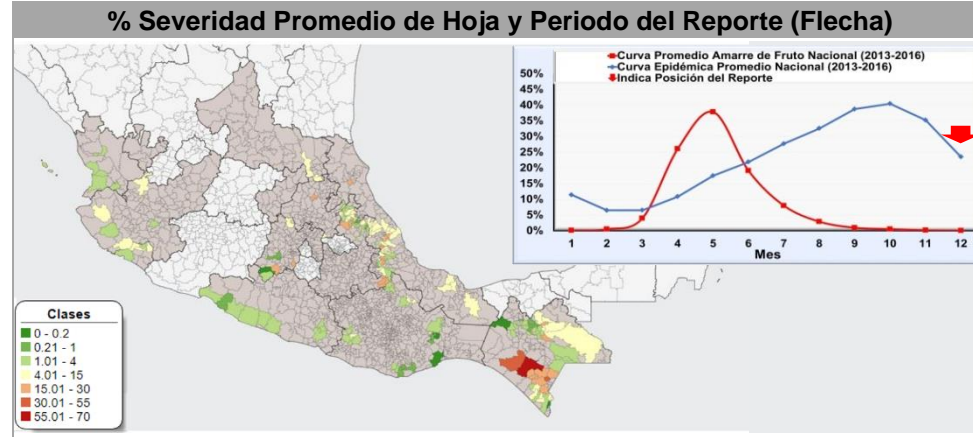 % Severidad Promedio de Hoja y Periodo del Reporte (Flecha)
Curva Promedio Amarre de Fruto Nacional (2013-2016)
Curva Epidémica Promedio Nacional (2013-2016)
Indica Posición del Reporte
50%
45%
40%
35%
30%
25%
20%
15%
10%
5%
0%
1 2 3 4 5 6 7 8 9 10 11 12
Mes
Clases
0 - 0.2
0.21 - 1
1.01 - 4
4.01 - 15
15.01 - 30
30.01 - 55
55.01 - 70